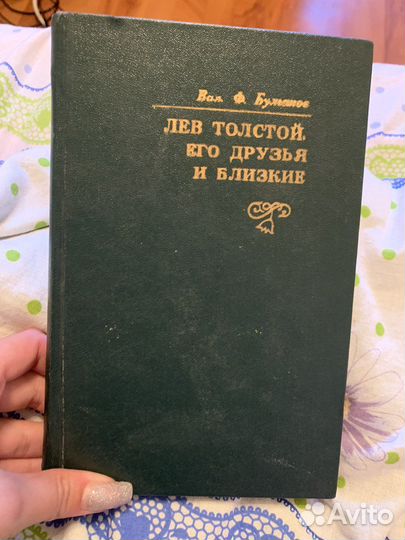 Вал. Ф. Булгаков
ЛЕВ ТОЛСТОЙ,
ЕГО ДРУЗЬЯ
И БЛИЗКИЕ
Avito